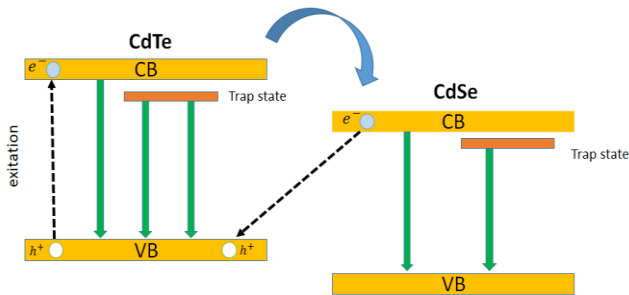 CdTe
e⁻
CB
Trap state
exitation
h⁺
VB
h⁺
CdSe
e⁻
CB
Trap state
VB